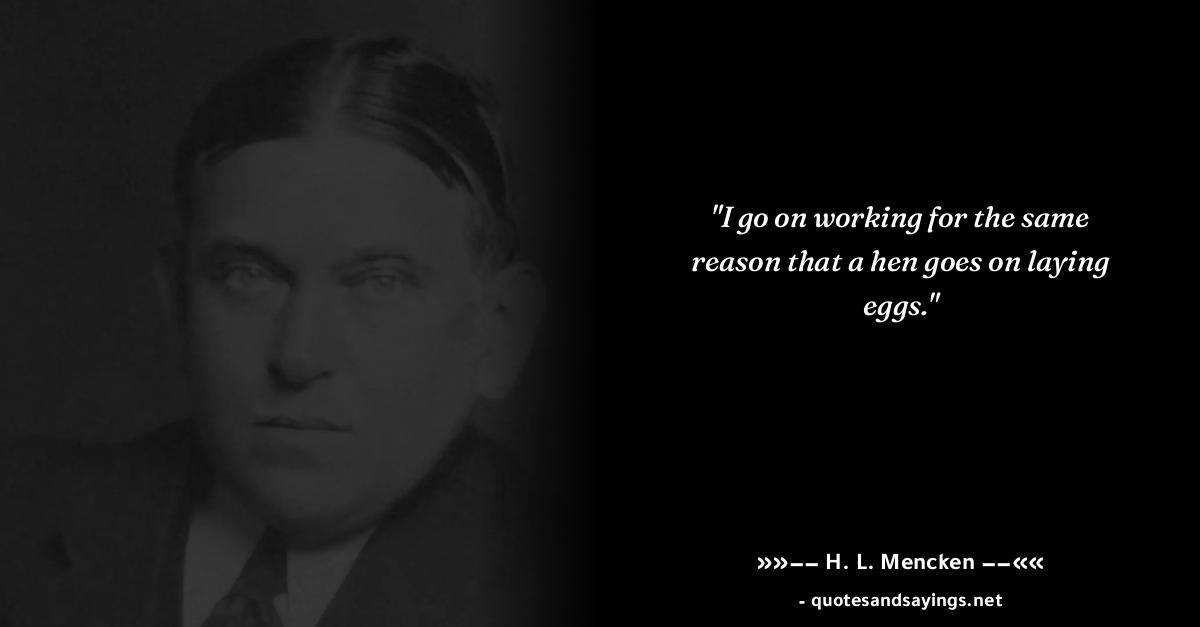 "I go on working for the same
reason that a hen goes on laying
eggs."
»»–– H. L. Mencken ––««
- quotesandsayings.net